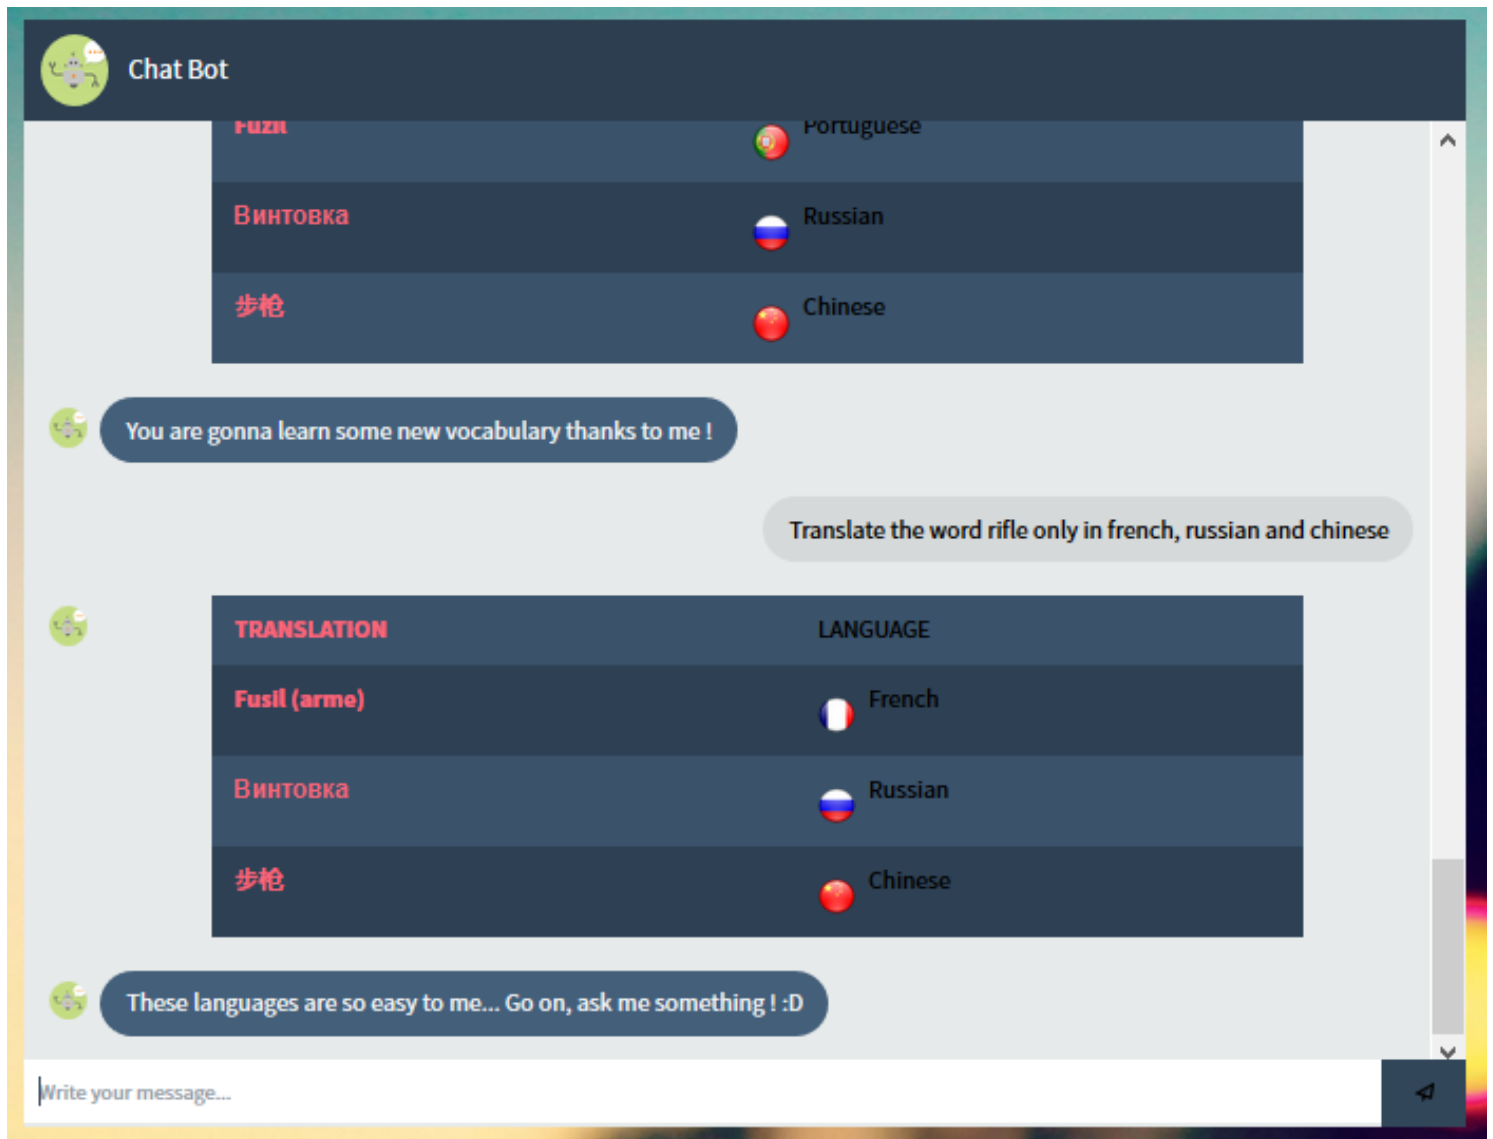 Chat Bot
Fuzil Portuguese
Винтовка Russian
步枪 Chinese
You are gonna learn some new vocabulary thanks to me !
Translate the word rifle only in french, russian and chinese
TRANSLATION LANGUAGE
Fusil (arme) French
Винтовка Russian
步枪 Chinese
These languages are so easy to me... Go on, ask me something ! :D
Write your message...